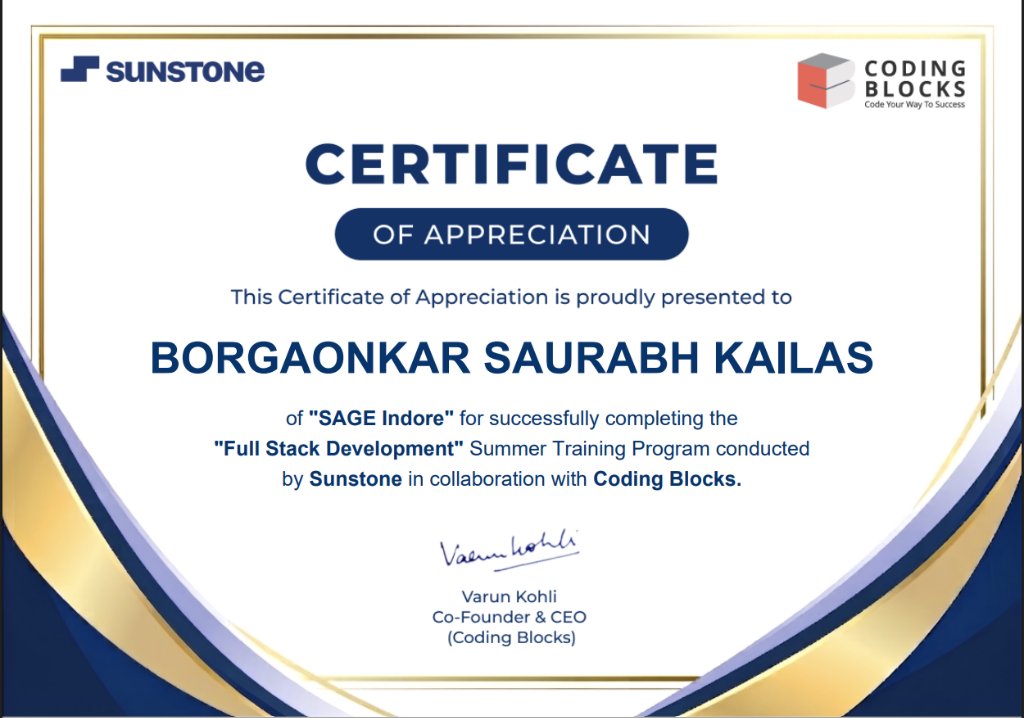 SUNSTONE
CODING
BLOCKS
Code Your Way To Success
CERTIFICATE
OF APPRECIATION
This Certificate of Appreciation is proudly presented to
BORGAONKAR SAURABH KAILAS
of "SAGE Indore" for successfully completing the
"Full Stack Development" Summer Training Program conducted
by Sunstone in collaboration with Coding Blocks.
Varun Kohli
Varun Kohli
Co-Founder & CEO
(Coding Blocks)